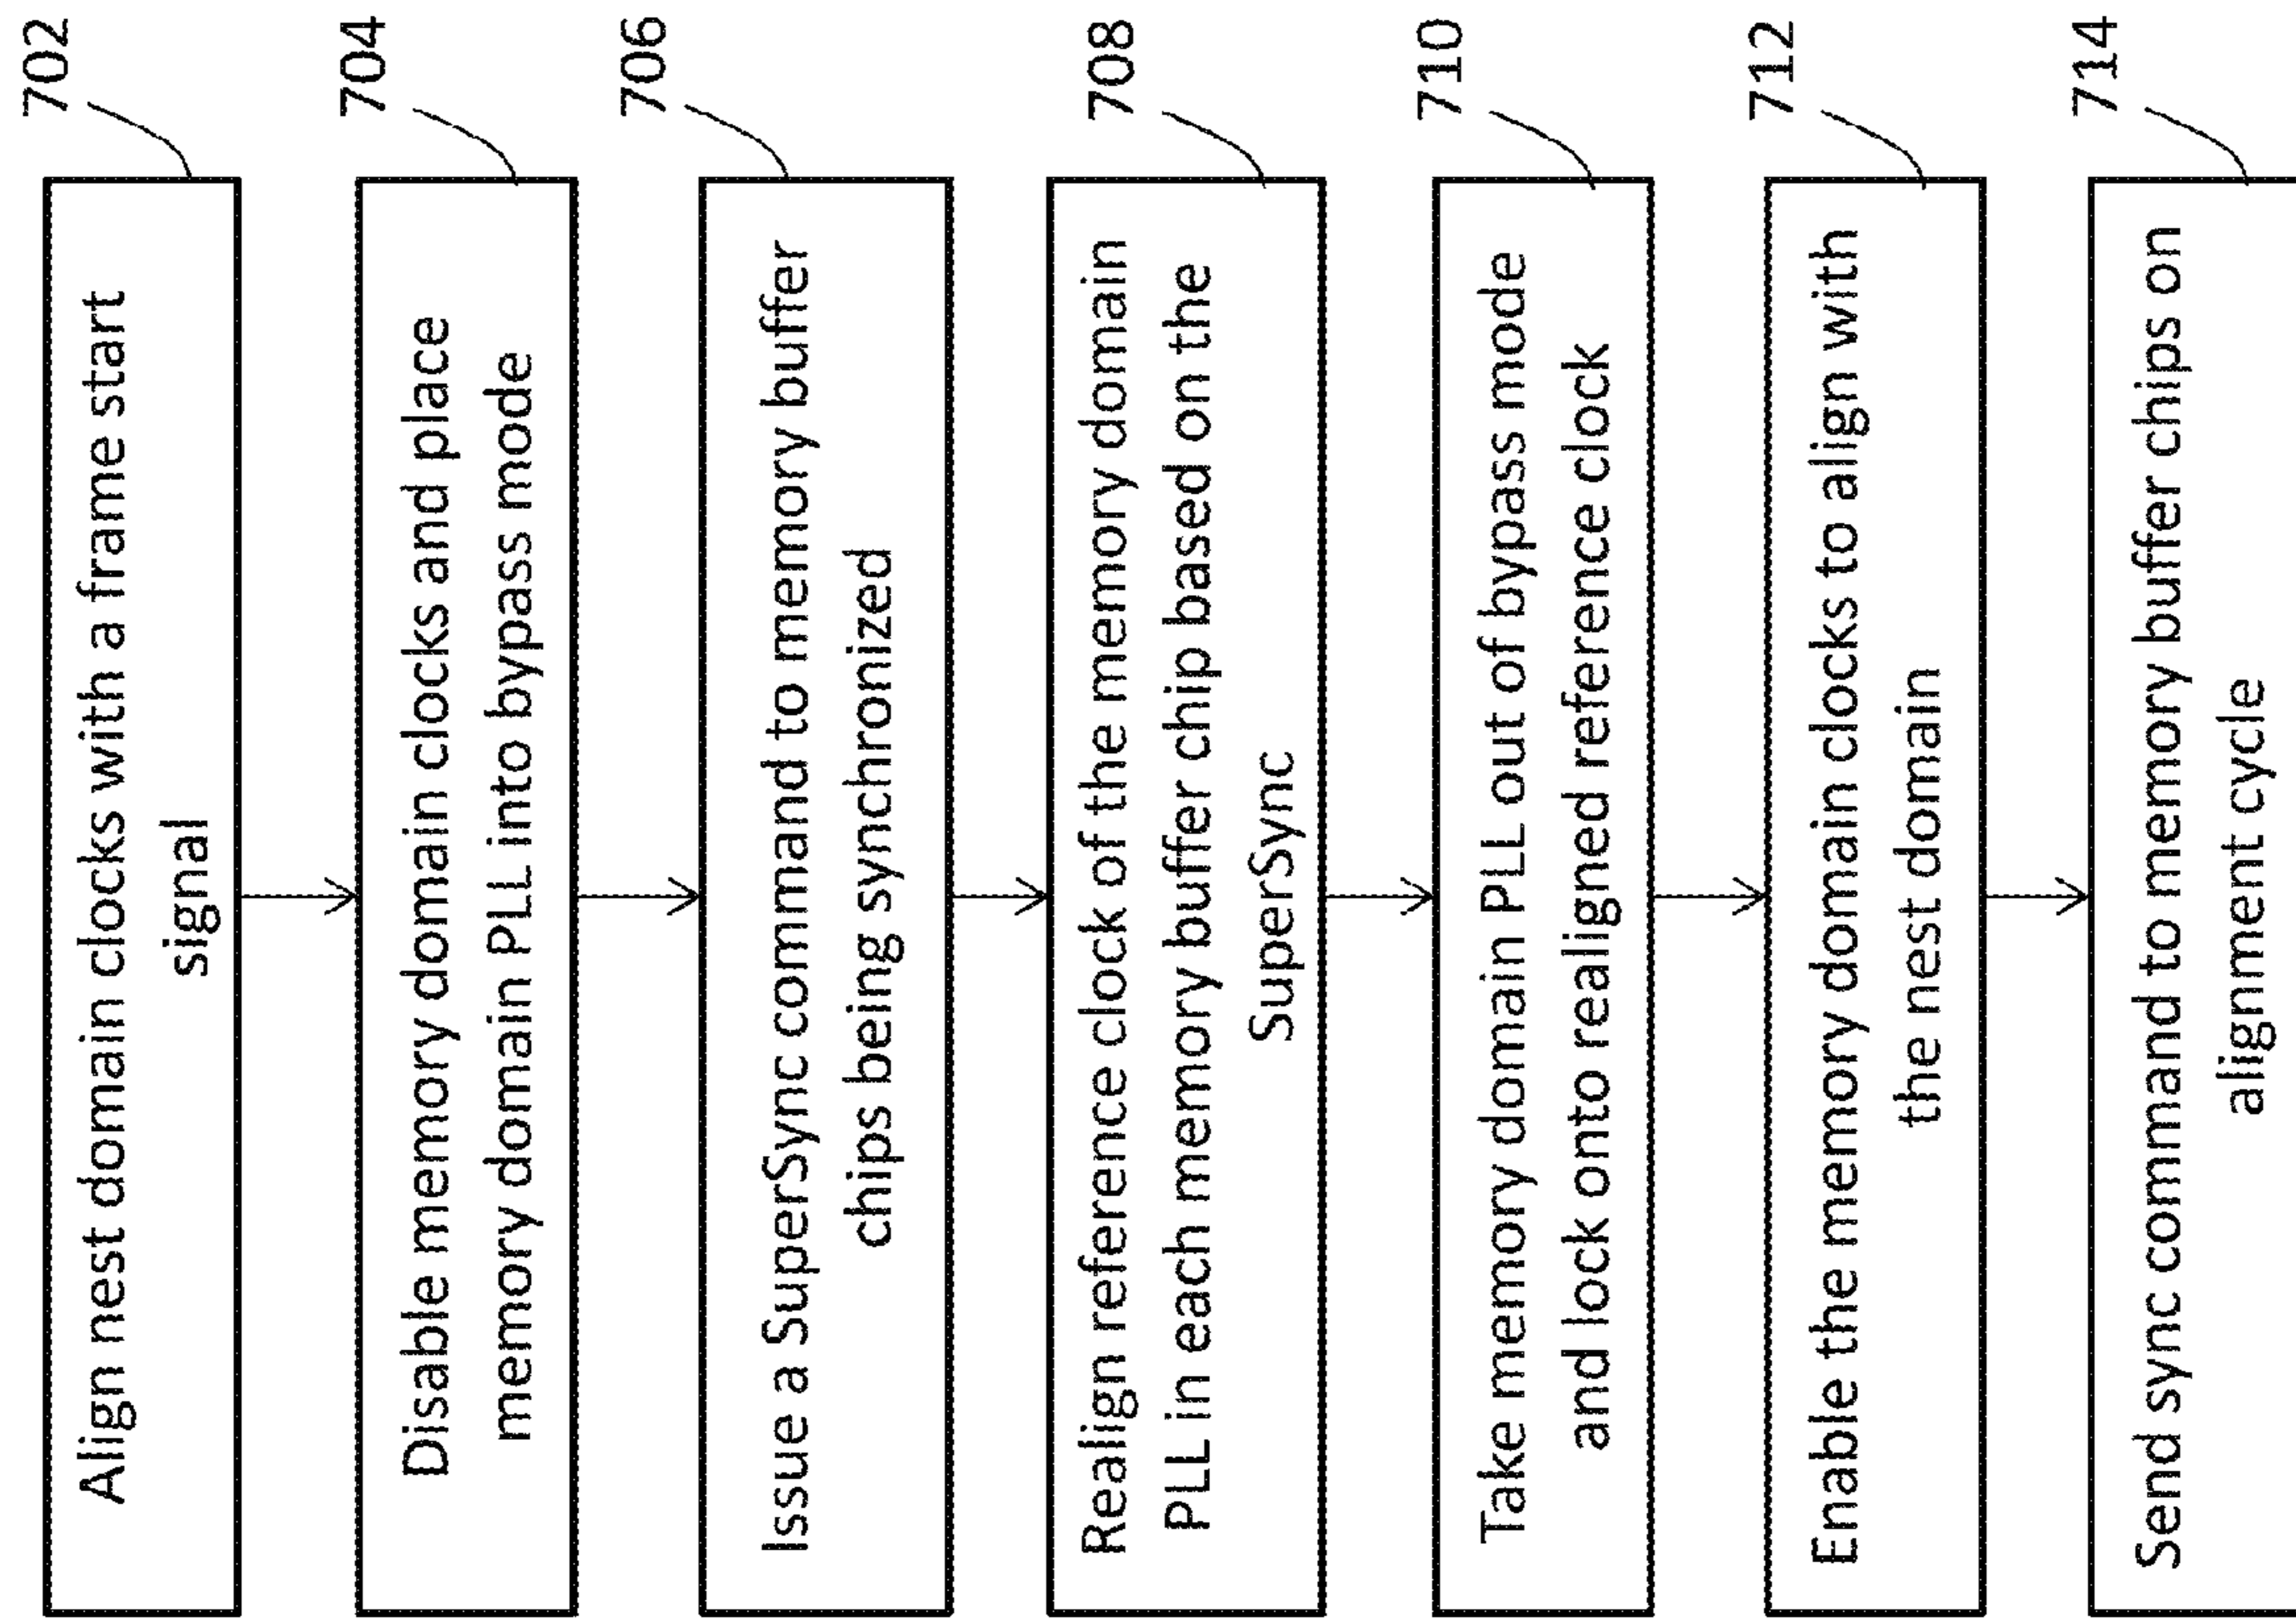 702
Align nest domain clocks with a frame start
signal
704
Disable memory domain clocks and place
memory domain PLL into bypass mode
706
Issue a SuperSync command to memory buffer
chips being synchronized
708
Realign reference clock of the memory domain
PLL in each memory buffer chip based on the
SuperSync
710
Take memory domain PLL out of bypass mode
and lock onto realigned reference clock
712
Enable the memory domain clocks to align with
the nest domain
714
Send sync command to memory buffer chips on
alignment cycle